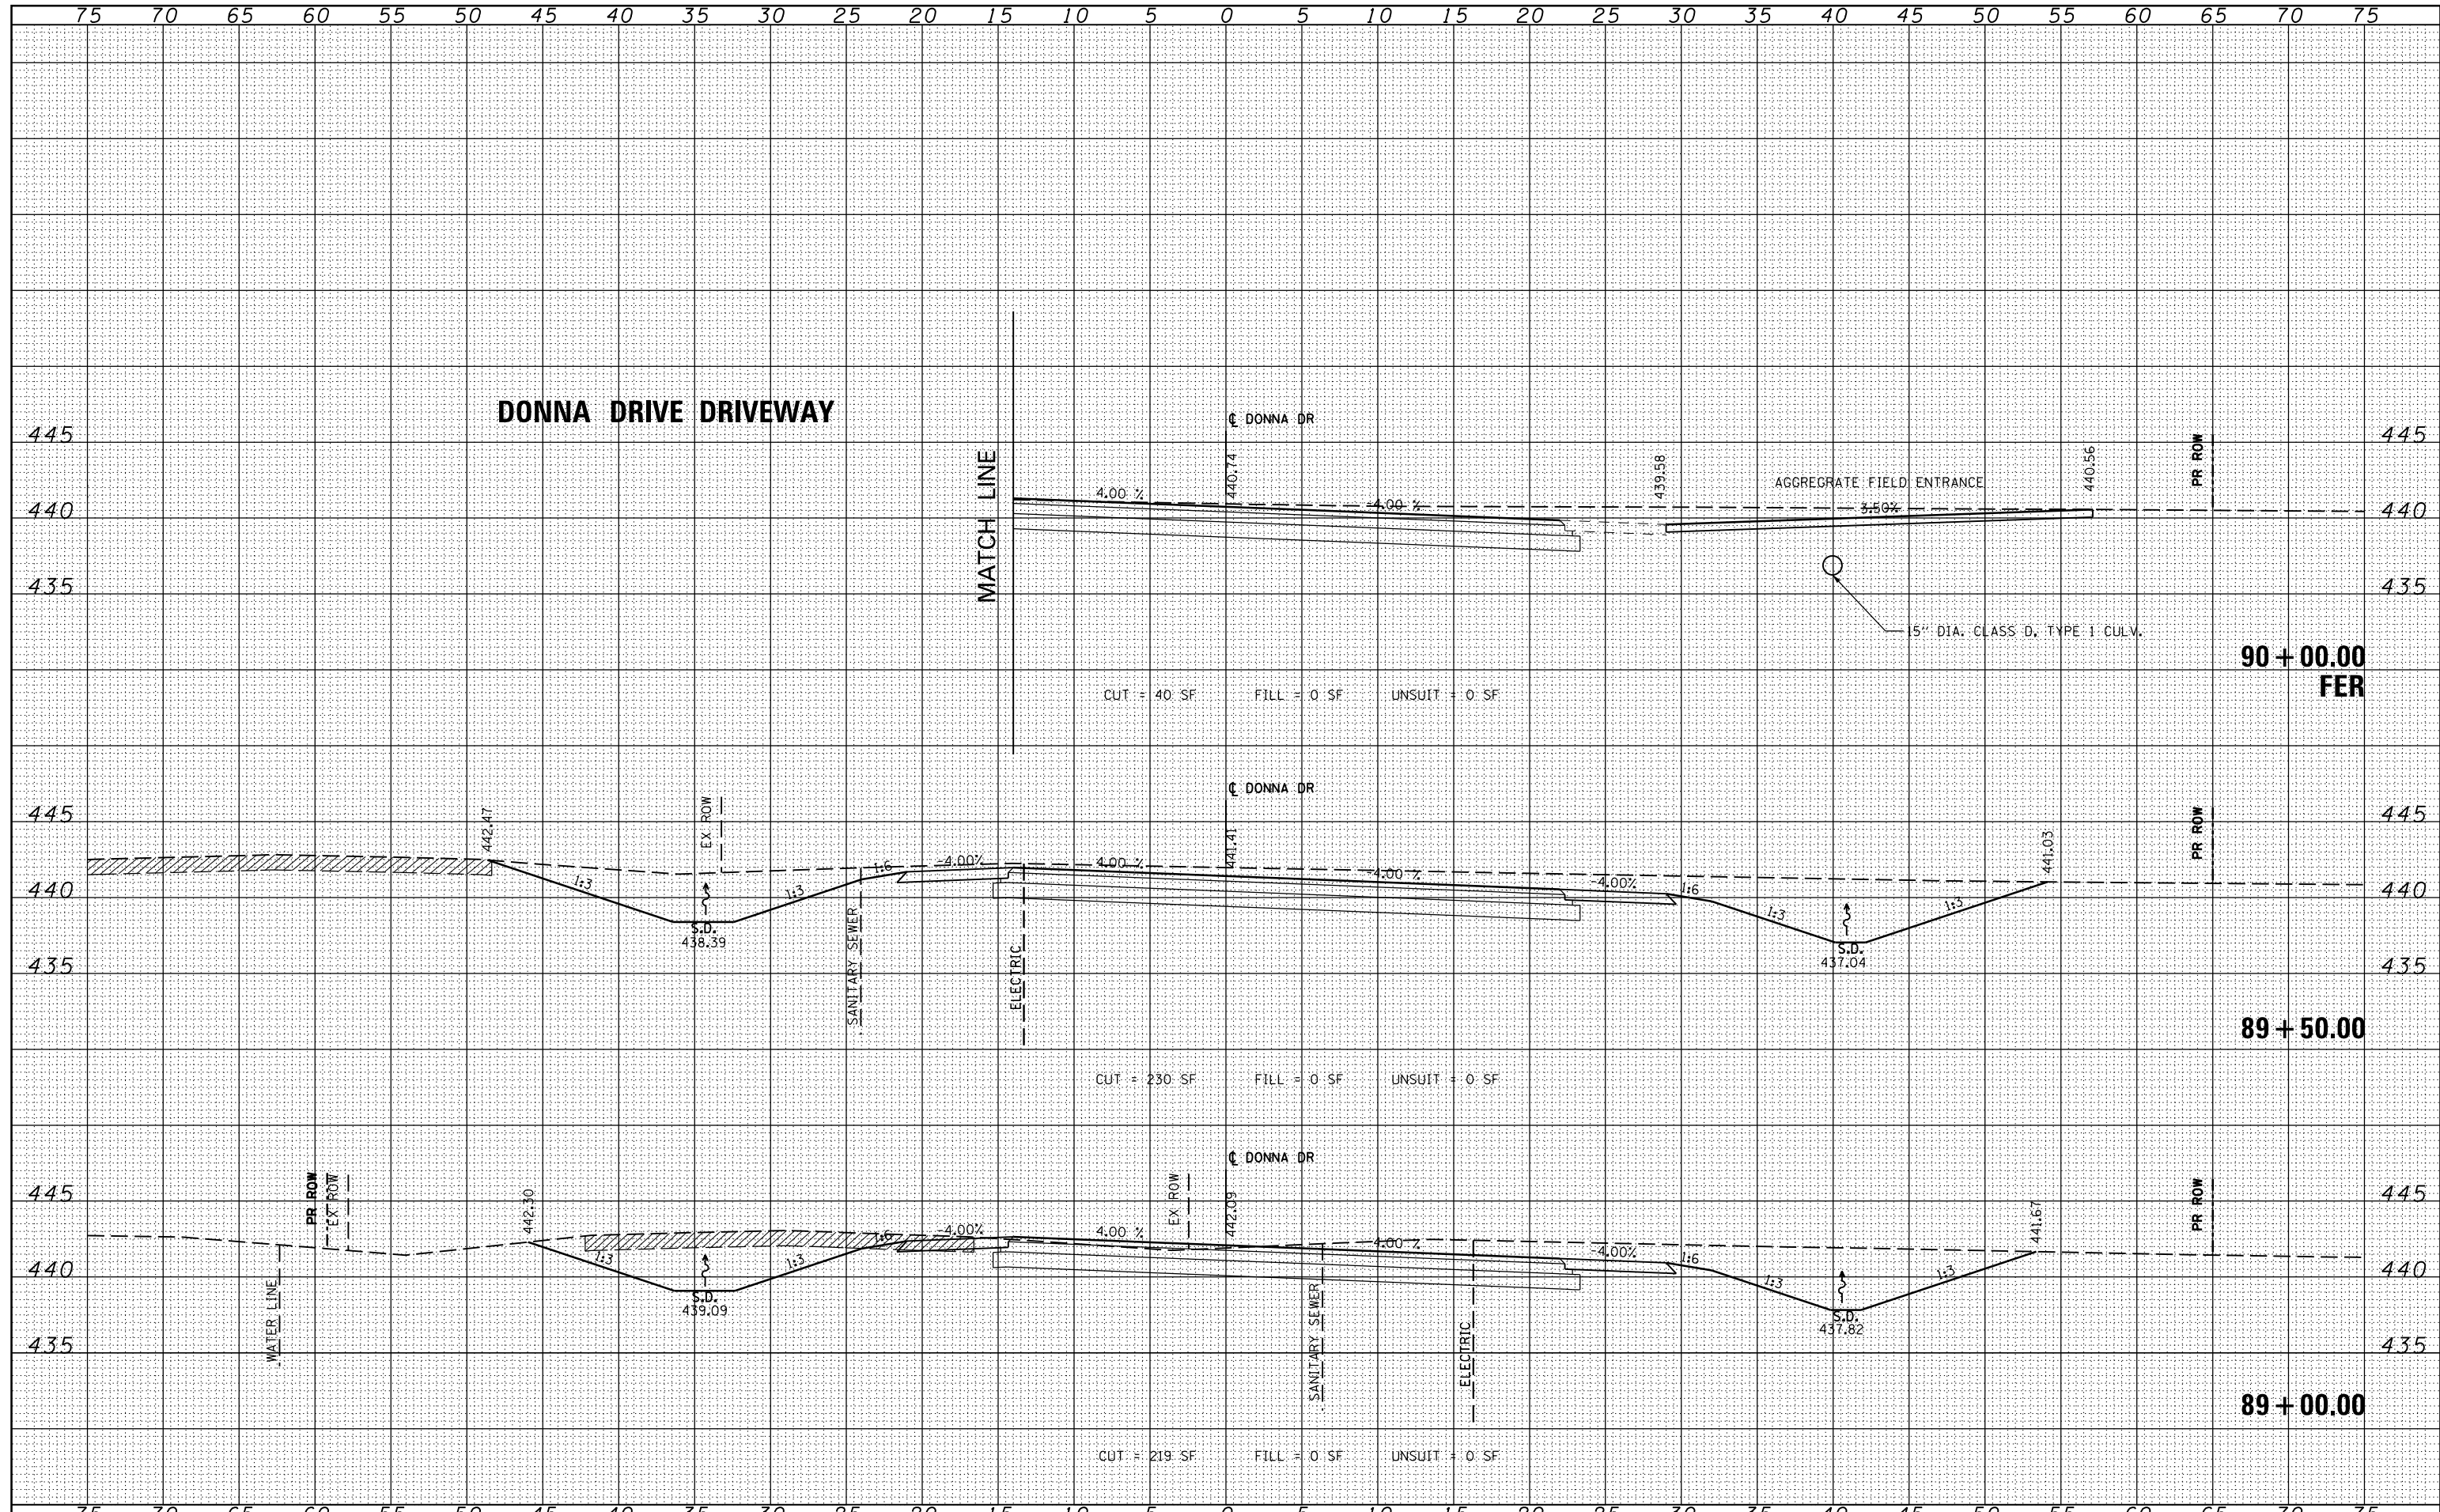 75 70 65 60 55 50 45 40 35 30 25 20 15 10 5 0 5 10 15 20 25 30 35 40 45 50 55 60 65 70 75
DONNA DRIVE DRIVEWAY
MATCH LINE
℄ DONNA DR
440.74
439.58
440.56
PR ROW
445 445
AGGREGRATE FIELD ENTRANCE
4.00 %
-4.00 %
3.50%
440 440
435 435
15" DIA. CLASS D, TYPE 1 CULV.
90 + 00.00
FER
CUT = 40 SF FILL = 0 SF UNSUIT = 0 SF
℄ DONNA DR
442.47
EX ROW
441.41
441.03
PR ROW
445 445
1:3
1:3
1:6
-4.00%
4.00 %
-4.00 %
-4.00%
1:6
1:3
1:3
440 440
S.D.
438.39
SANITARY SEWER
ELECTRIC
S.D.
437.04
435 435
89 + 50.00
CUT = 230 SF FILL = 0 SF UNSUIT = 0 SF
℄ DONNA DR
PR ROW
EX ROW
442.30
EX ROW
442.09
441.67
PR ROW
445 445
1:3
1:3
1:6
-4.00%
4.00 %
-4.00 %
-4.00%
1:6
1:3
1:3
440 440
WATER LINE
S.D.
439.09
SANITARY SEWER
ELECTRIC
S.D.
437.82
435 435
89 + 00.00
CUT = 219 SF FILL = 0 SF UNSUIT = 0 SF
75 70 65 60 55 50 45 40 35 30 25 20 15 10 5 0 5 10 15 20 25 30 35 40 45 50 55 60 65 70 75